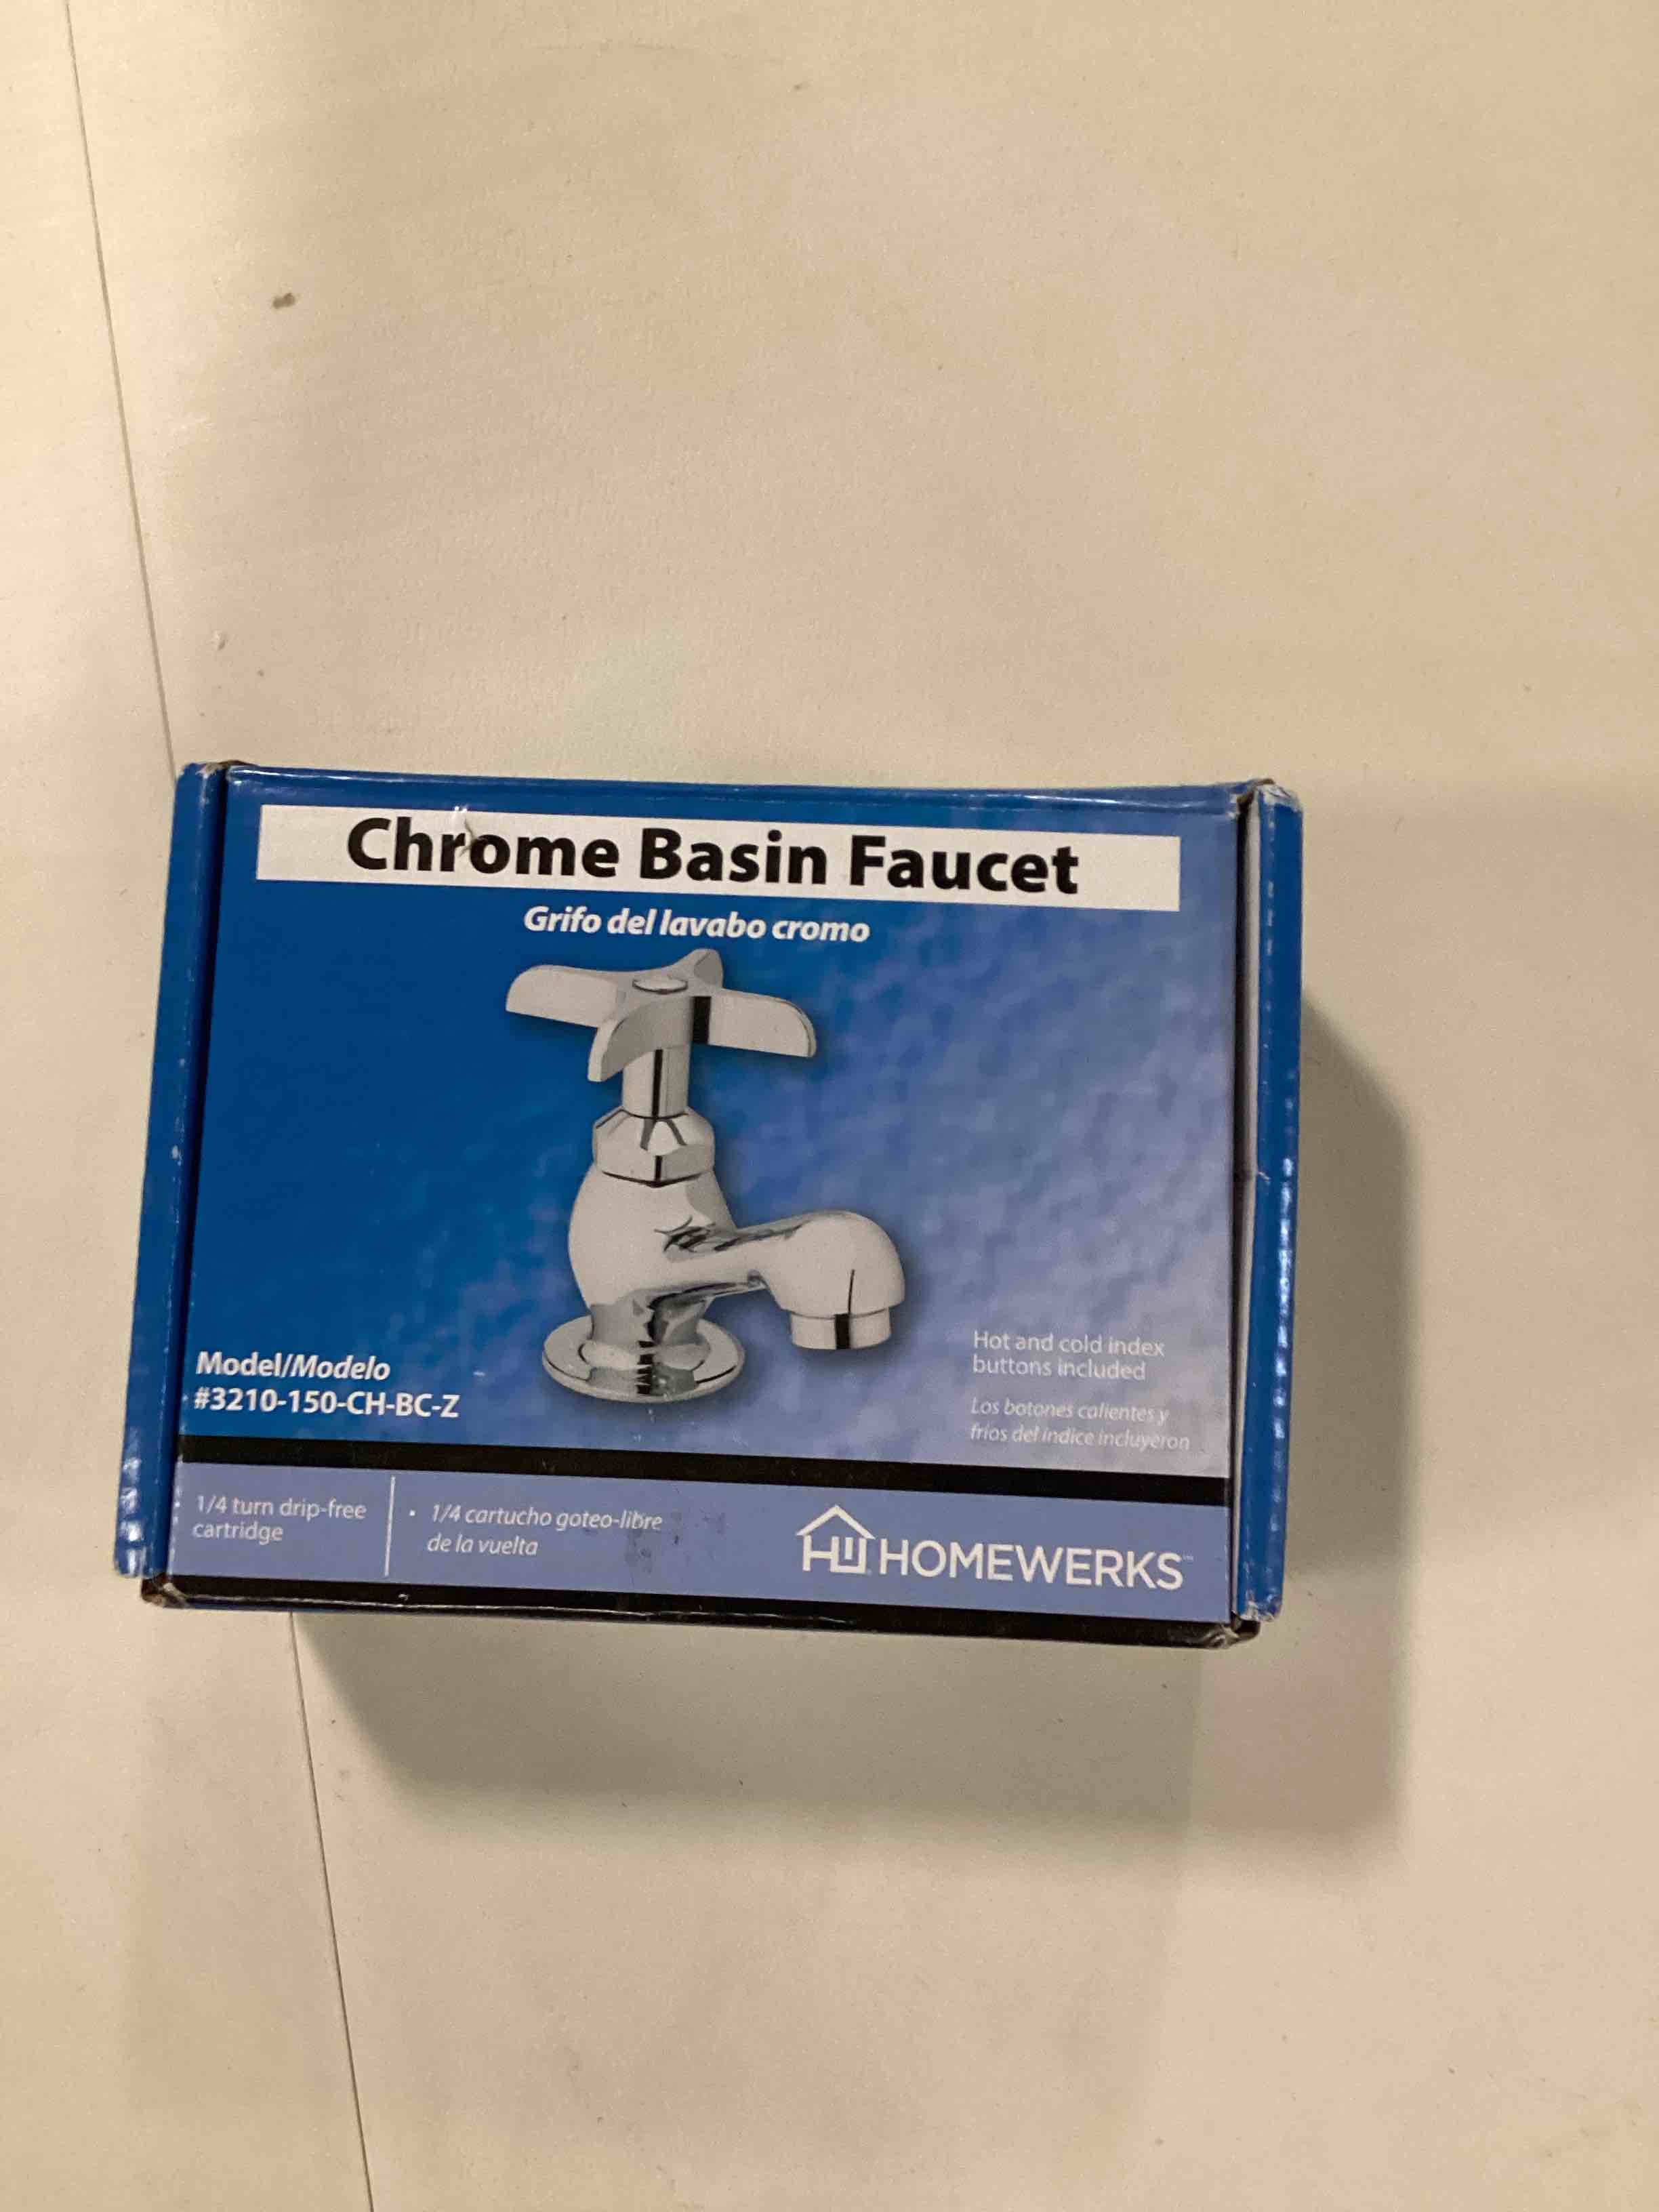 Chrome Basin Faucet
Grifo del lavabo cromo
Model/Modelo
#3210-150-CH-BC-Z
Hot and cold index
buttons included
Los botones calientes y
fríos del índice incluyeron
1/4 turn drip-free
cartridge
• 1/4 cartucho goteo-libre
de la vuelta
HW HOMEWERKS™